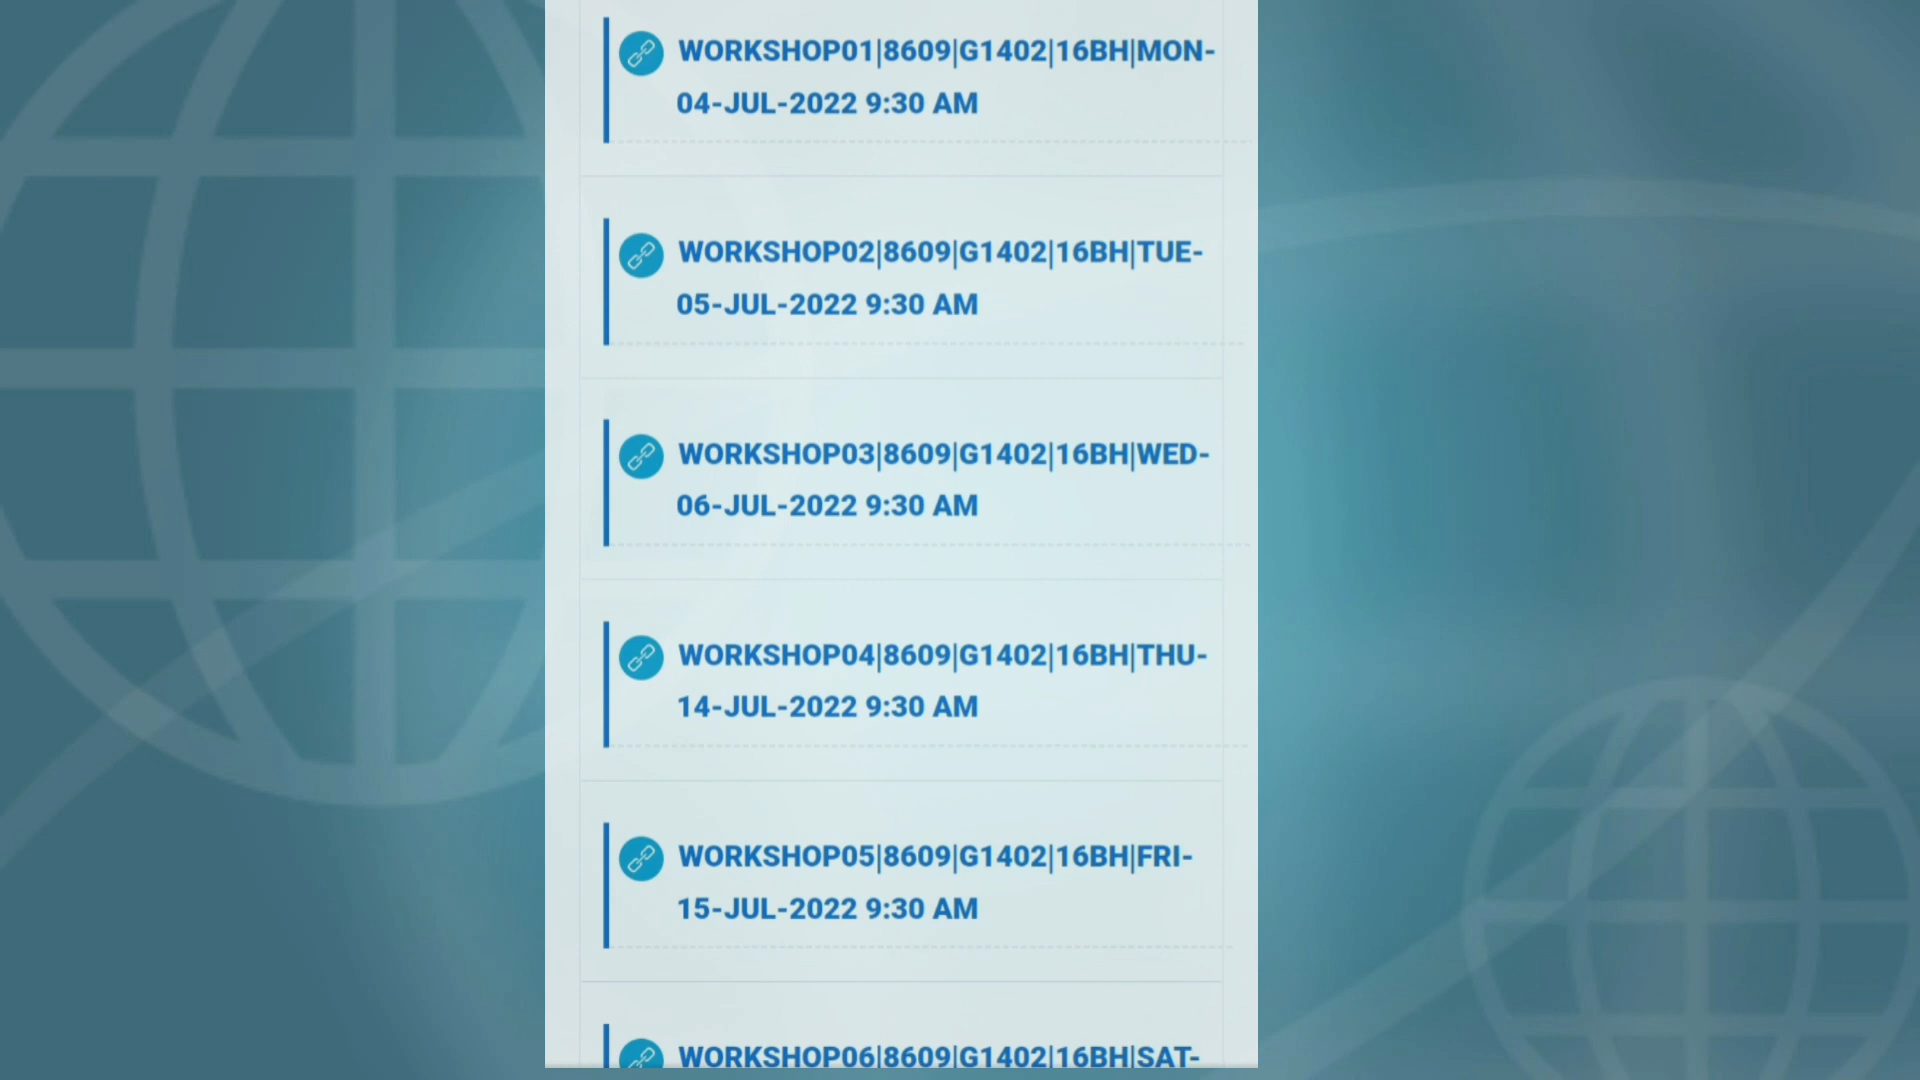 WORKSHOP01|8609|G1402|16BH|MON-
04-JUL-2022 9:30 AM
WORKSHOP02|8609|G1402|16BH|TUE-
05-JUL-2022 9:30 AM
WORKSHOP03|8609|G1402|16BH|WED-
06-JUL-2022 9:30 AM
WORKSHOP04|8609|G1402|16BH|THU-
14-JUL-2022 9:30 AM
WORKSHOP05|8609|G1402|16BH|FRI-
15-JUL-2022 9:30 AM
WORKSHOP06|8609|G1402|16BH|SAT-